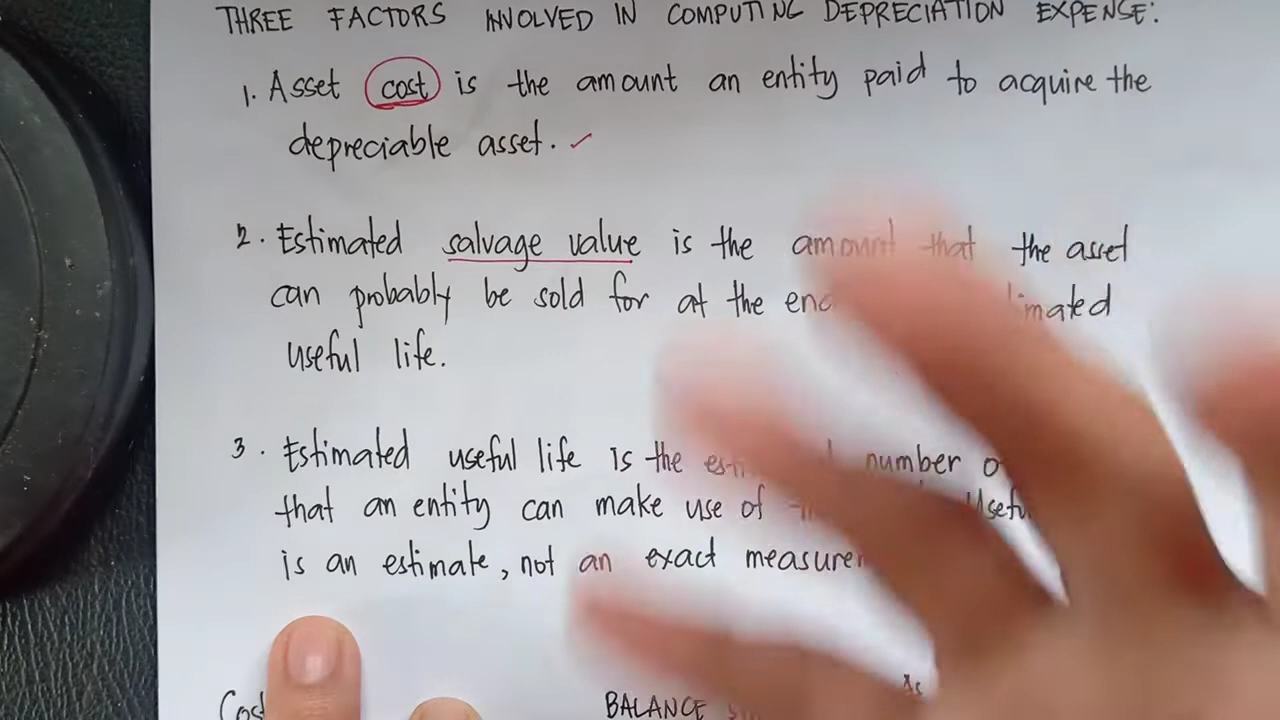 THREE FACTORS INVOLVED IN COMPUTING DEPRECIATION EXPENSE:
1. Asset cost is the amount an entity paid to acquire the
depreciable asset.
2. Estimated salvage value is the amount that the asset
can probably be sold for at the
useful life.
3. Estimated useful life is the number
that an entity can make use of
is an estimate, not an exact
BALANCE